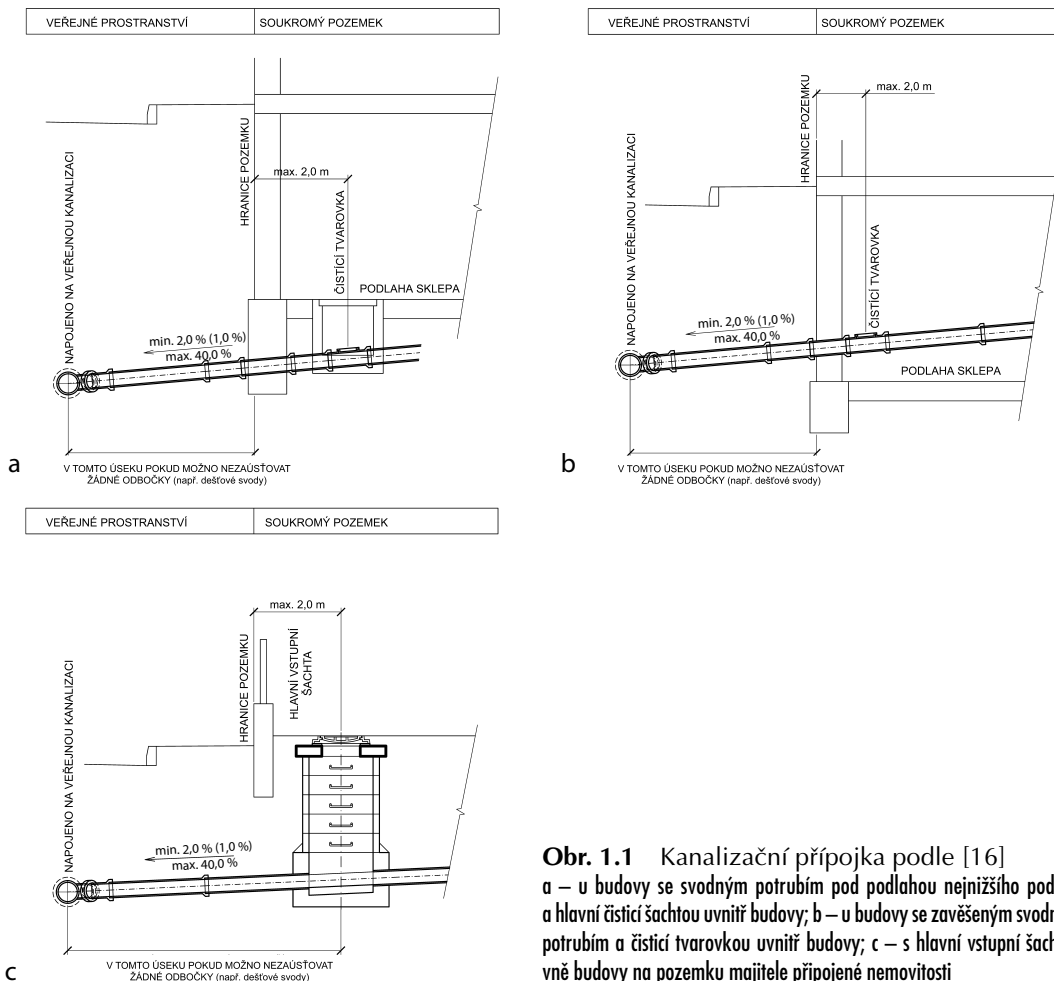 VEŘEJNÉ PROSTRANSTVÍ SOUKROMÝ POZEMEK
HRANICE POZEMKU
max. 2,0 m
NAPOJENO NA VEŘEJNOU KANALIZACI
ČISTÍCÍ TVAROVKA
PODLAHA SKLEPA
min. 2,0 % (1,0 %)
max. 40,0 %
a
V TOMTO ÚSEKU POKUD MOŽNO NEZAÚSŤOVAT
ŽÁDNÉ ODBOČKY (např. dešťové svody)
VEŘEJNÉ PROSTRANSTVÍ SOUKROMÝ POZEMEK
HRANICE POZEMKU
max. 2,0 m
NAPOJENO NA VEŘEJNOU KANALIZACI
ČISTÍCÍ TVAROVKA
min. 2,0 % (1,0 %)
max. 40,0 %
PODLAHA SKLEPA
b
V TOMTO ÚSEKU POKUD MOŽNO NEZAÚSŤOVAT
ŽÁDNÉ ODBOČKY (např. dešťové svody)
VEŘEJNÉ PROSTRANSTVÍ SOUKROMÝ POZEMEK
max. 2,0 m
HRANICE POZEMKU
HLAVNÍ VSTUPNÍ
ŠACHTA
NAPOJENO NA VEŘEJNOU KANALIZACI
min. 2,0 % (1,0 %)
max. 40,0 %
c
V TOMTO ÚSEKU POKUD MOŽNO NEZAÚSŤOVAT
ŽÁDNÉ ODBOČKY (např. dešťové svody)
Obr. 1.1 Kanalizační přípojka podle [16]
a – u budovy se svodným potrubím pod podlahou nejnižšího pod
a hlavní čisticí šachtou uvnitř budovy; b – u budovy se zavěšeným svodn
potrubím a čisticí tvarovkou uvnitř budovy; c – s hlavní vstupní šach
vně budovy na pozemku majitele připojené nemovitosti